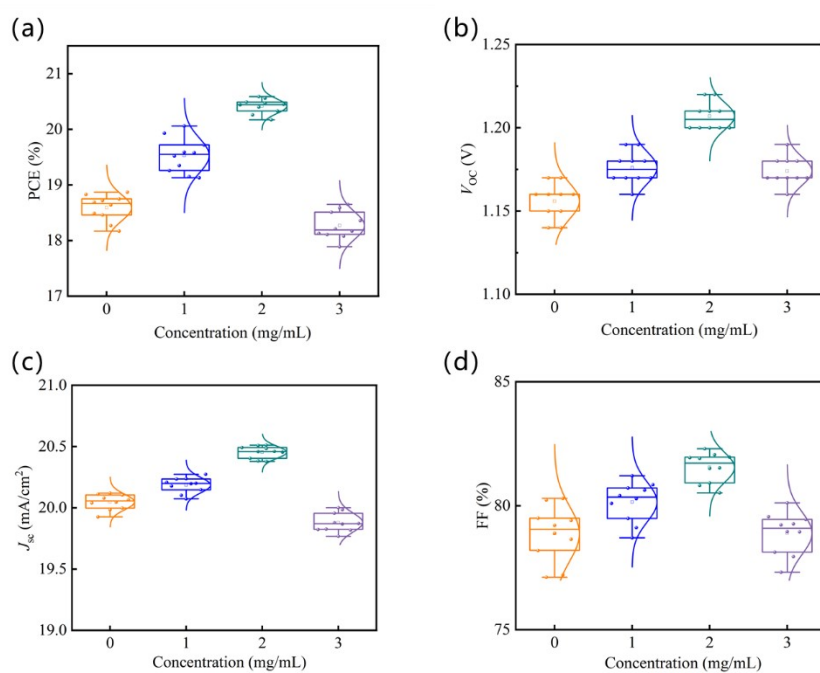 (a)
PCE (%)
21
20
19
18
17
0 1 2 3
Concentration (mg/mL)
(b)
VOC (V)
1.25
1.20
1.15
1.10
0 1 2 3
Concentration (mg/mL)
(c)
Jsc (mA/cm²)
21.0
20.5
20.0
19.5
19.0
0 1 2 3
Concentration (mg/mL)
(d)
FF (%)
85
80
75
0 1 2 3
Concentration (mg/mL)